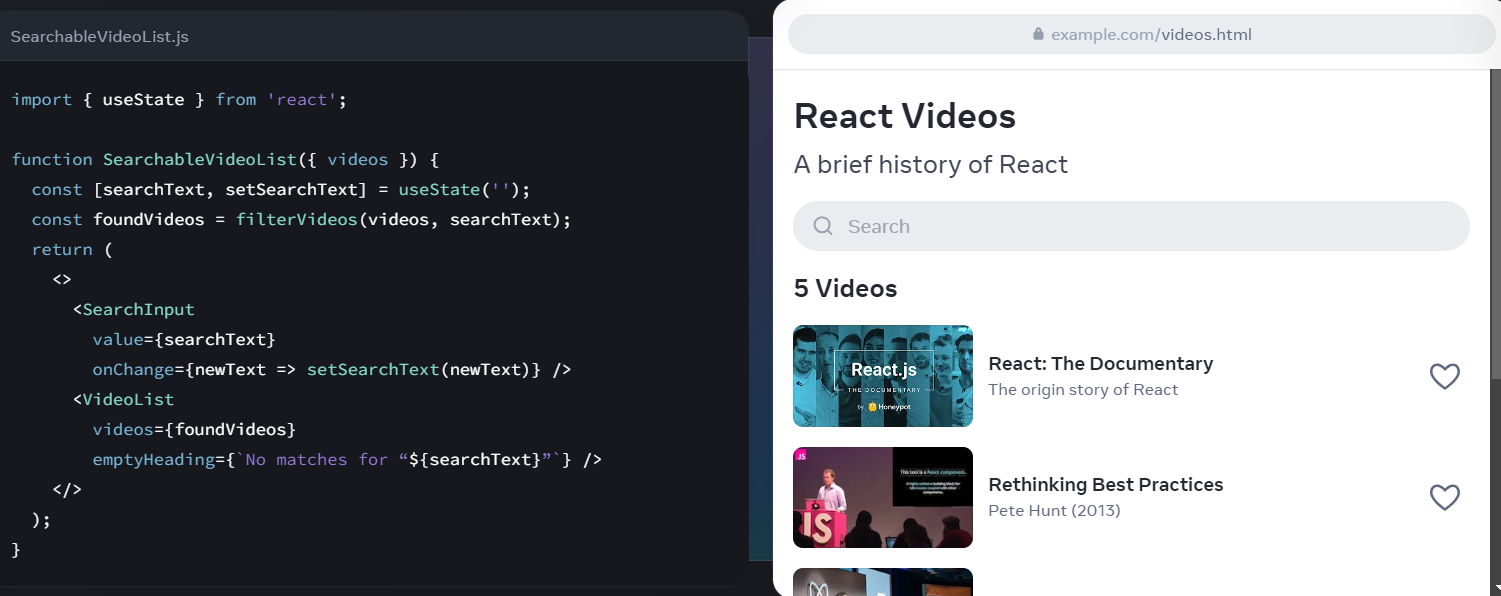 SearchableVideoList.js
import { useState } from 'react';
function SearchableVideoList({ videos }) {
const [searchText, setSearchText] = useState('');
const foundVideos = filterVideos(videos, searchText);
return (
<>
<SearchInput
value={searchText}
onChange={newText => setSearchText(newText)} />
<VideoList
videos={foundVideos}
emptyHeading={`No matches for “${searchText}”`} />
</>
);
}
example.com/videos.html
React Videos
A brief history of React
Search
5 Videos
React.js
THE DOCUMENTARY
by Honeypot
React: The Documentary
The origin story of React
JS
This tool is a React component.
JS
Rethinking Best Practices
Pete Hunt (2013)